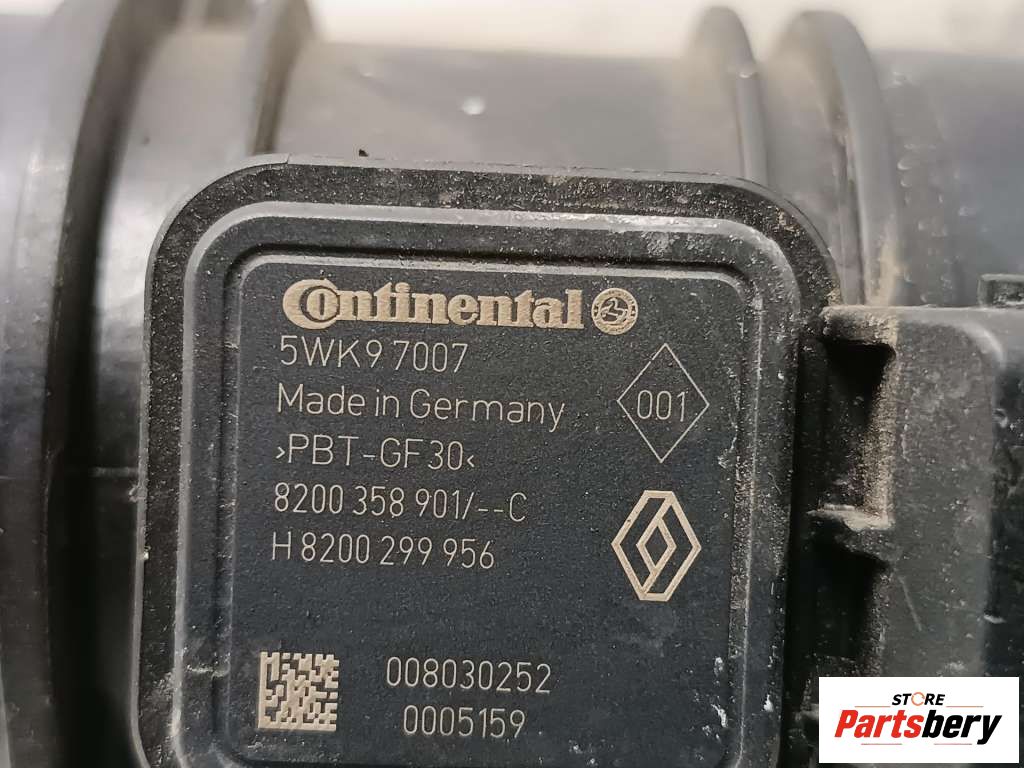 Continental
5WK9 7007
Made in Germany
001
>PBT-GF30<
8200 358 901/--C
H 8200 299 956
008030252
0005159
STORE
Partsbery